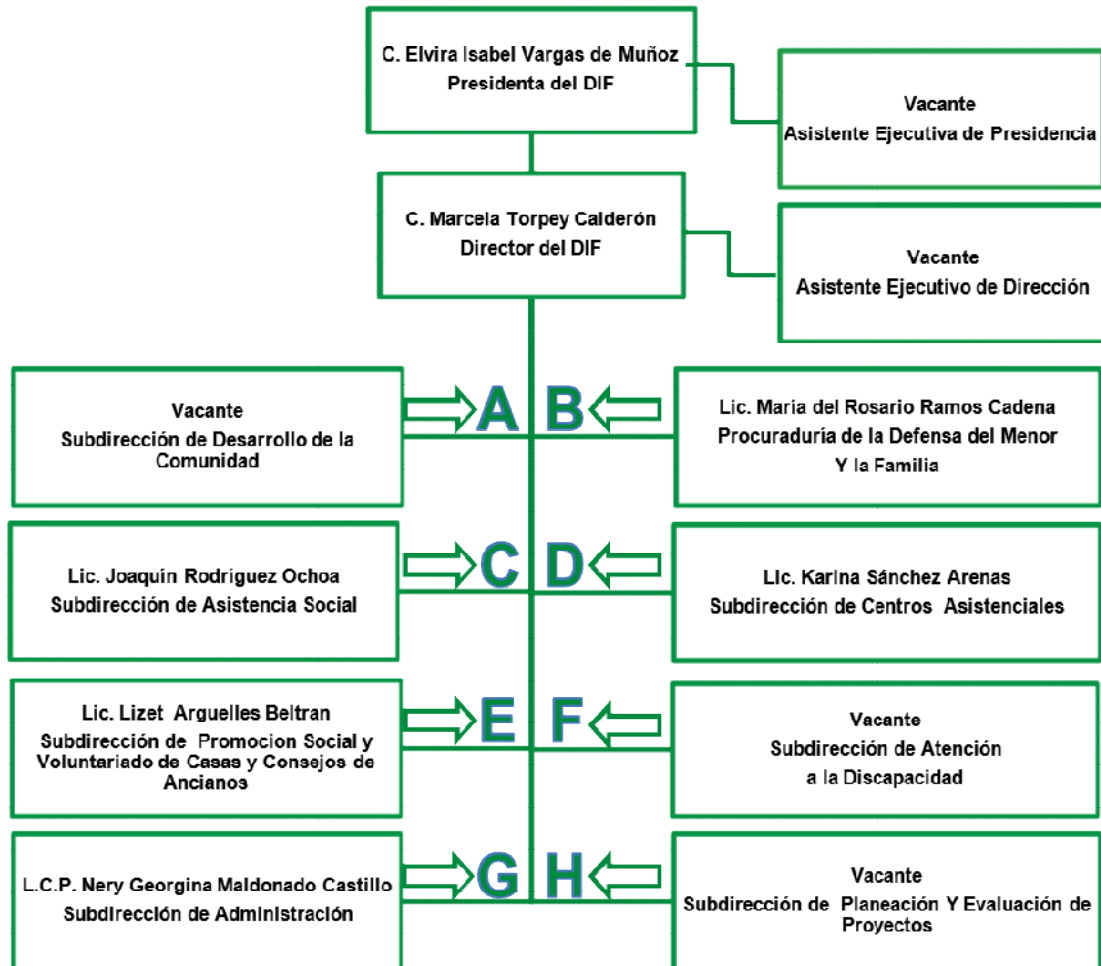 C. Elvira Isabel Vargas de Muñoz
Presidenta del DIF
Vacante
Asistente Ejecutiva de Presidencia
C. Marcela Torpey Calderón
Director del DIF
Vacante
Asistente Ejecutivo de Dirección
Vacante
Subdirección de Desarrollo de la
Comunidad
A
B
Lic. María del Rosario Ramos Cadena
Procuraduría de la Defensa del Menor
Y la Familia
Lic. Joaquín Rodríguez Ochoa
Subdirección de Asistencia Social
C
D
Lic. Karina Sánchez Arenas
Subdirección de Centros Asistenciales
Lic. Lizet Arguelles Beltran
Subdirección de Promocion Social y
Voluntariado de Casas y Consejos de
Ancianos
E
F
Vacante
Subdirección de Atención
a la Discapacidad
L.C.P. Nery Georgina Maldonado Castillo
Subdirección de Administración
G
H
Vacante
Subdirección de Planeación Y Evaluación de
Proyectos